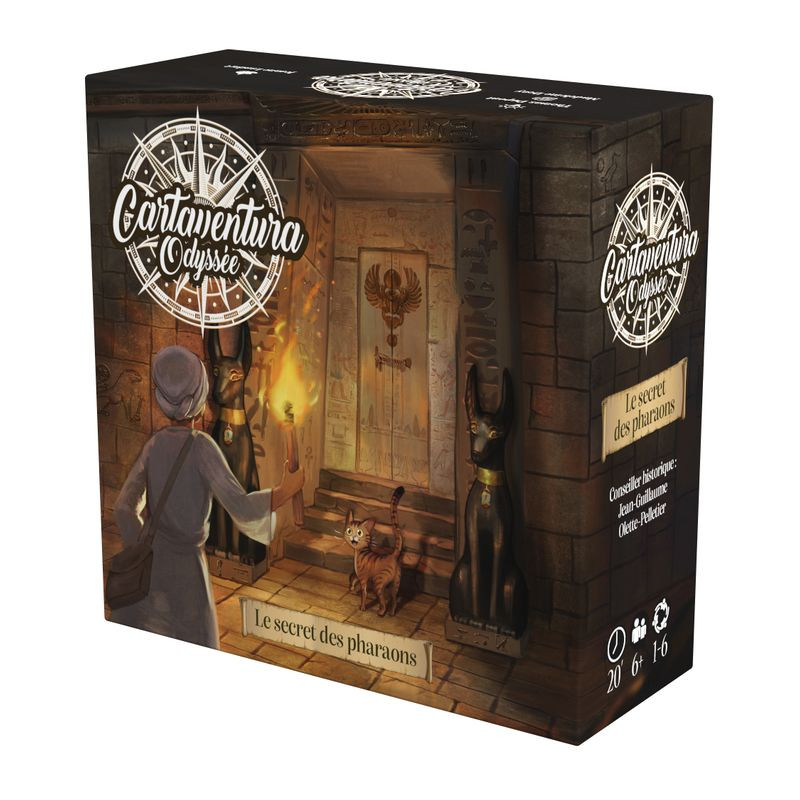 Cartaventura
Odyssée
Le secret des pharaons
Cartaventura
Odyssée
Le secret
des pharaons
Conseiller historique :
Jean-Guillaume
Olette-Pelletier
20' 6+ 1-6